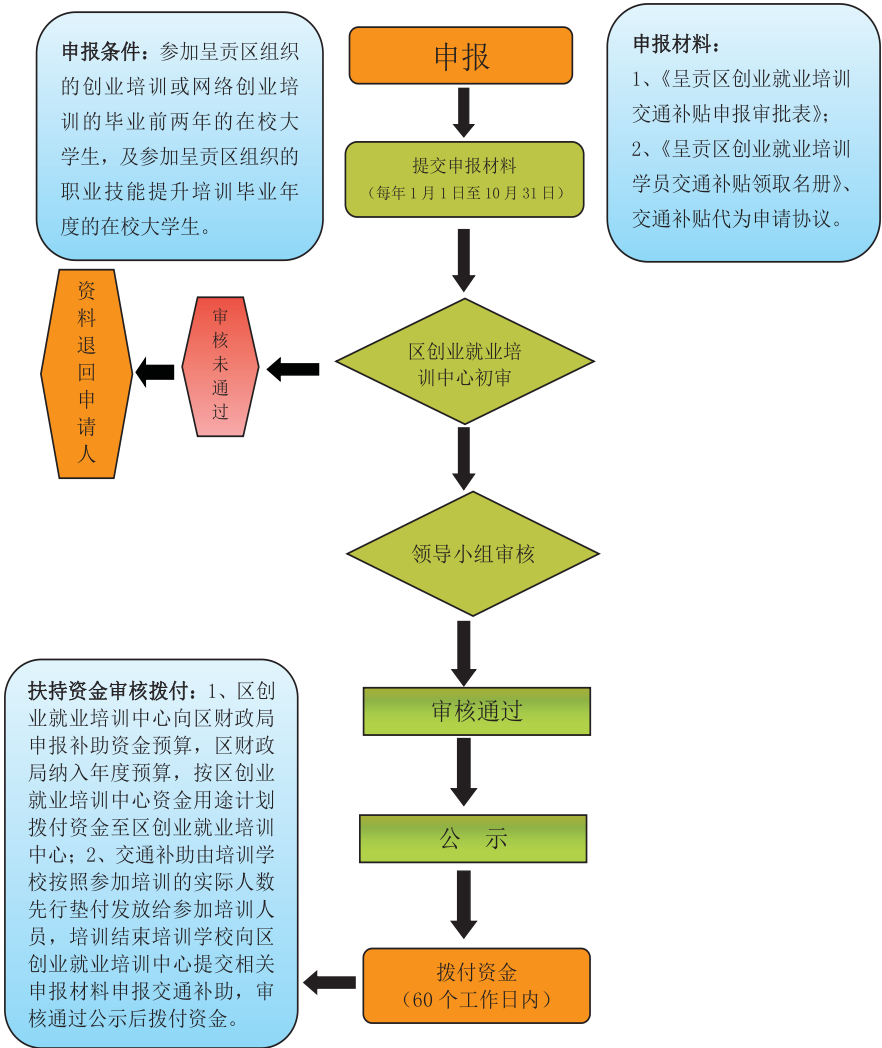 申报条件：参加呈贡区组织
的创业培训或网络创业培
训的毕业前两年的在校大
学生，及参加呈贡区组织的
职业技能提升培训毕业年
度的在校大学生。
申报
申报材料：
1、《呈贡区创业就业培训
交通补贴申报审批表》；
2、《呈贡区创业就业培训
学员交通补贴领取名册》、
交通补贴代为申请协议。
提交申报材料
（每年 1 月 1 日至 10 月 31 日）
区创业就业培
训中心初审
审核未通过
资料退回申请人
领导小组审核
审核通过
公 示
拨付资金
（60 个工作日内）
扶持资金审核拨付：1、区创
业就业培训中心向区财政局
申报补助资金预算，区财政
局纳入年度预算，按区创业
就业培训中心资金用途计划
拨付资金至区创业就业培训
中心；2、交通补助由培训学
校按照参加培训的实际人数
先行垫付发放给参加培训人
员，培训结束培训学校向区
创业就业培训中心提交相关
申报材料申报交通补助，审
核通过公示后拨付资金。